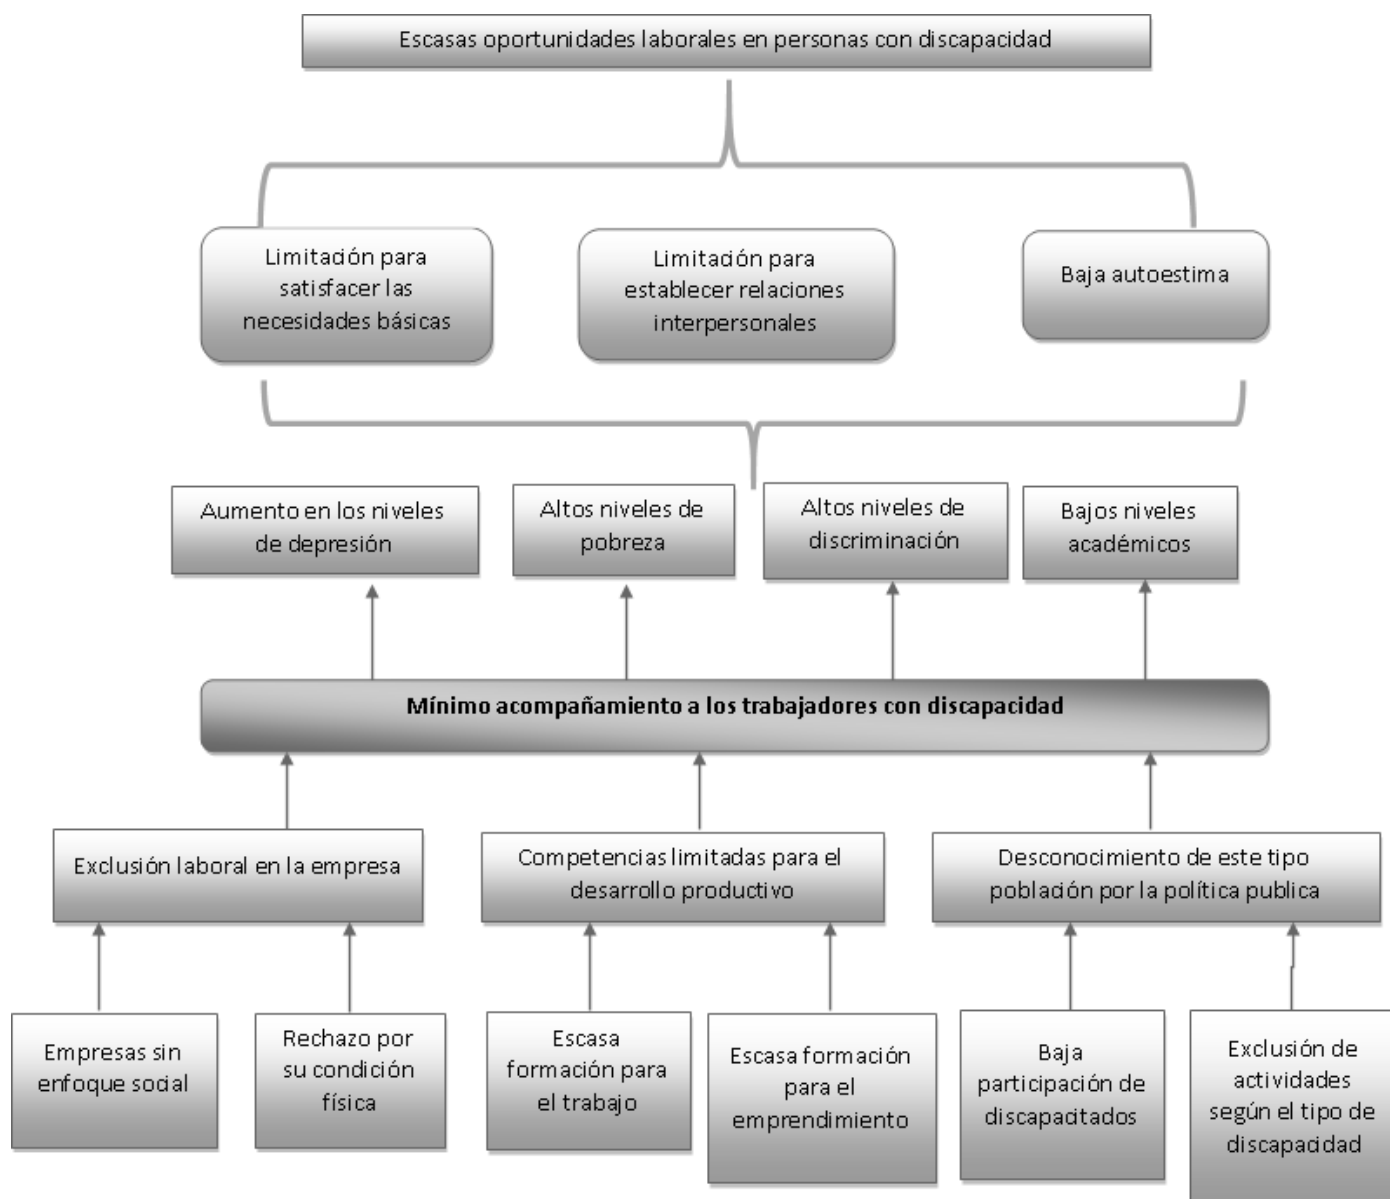 Escasas oportunidades laborales en personas con discapacidad
Limitación para
satisfacer las
necesidades básicas
Limitación para
establecer relaciones
interpersonales
Baja autoestima
Aumento en los niveles
de depresión
Altos niveles de
pobreza
Altos niveles de
discriminación
Bajos niveles
académicos
Mínimo acompañamiento a los trabajadores con discapacidad
Exclusión laboral en la empresa
Competencias limitadas para el
desarrollo productivo
Desconocimiento de este tipo
población por la política publica
Empresas sin
enfoque social
Rechazo por
su condición
física
Escasa
formación para
el trabajo
Escasa formación
para el
emprendimiento
Baja
participación de
discapacitados
Exclusión de
actividades
según el tipo de
discapacidad